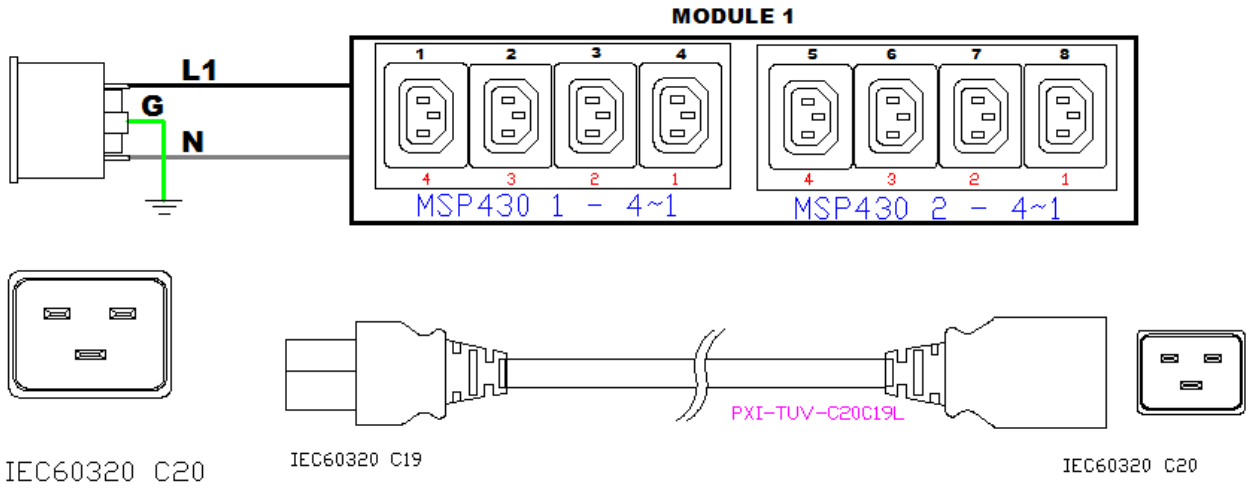 MODULE 1
1 2 3 4 5 6 7 8
L1
G
N
4 3 2 1 4 3 2 1
MSP430 1 - 4~1 MSP430 2 - 4~1
PXI-TUV-C20C19L
IEC60320 C20
IEC60320 C19
IEC60320 C20